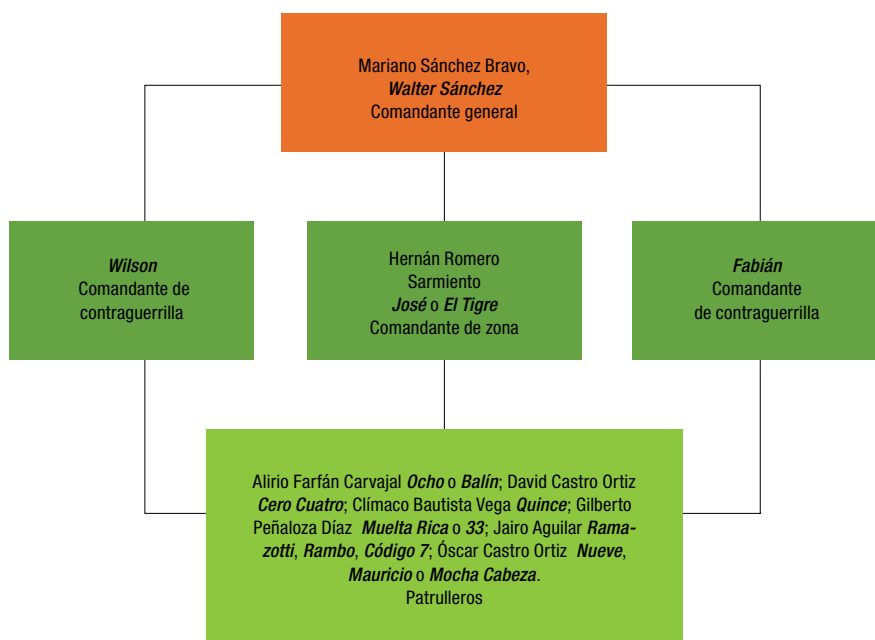 Mariano Sánchez Bravo,
Walter Sánchez
Comandante general
Wilson
Comandante de
contraguerrilla
Hernán Romero
Sarmiento
José o El Tigre
Comandante de zona
Fabián
Comandante
de contraguerrilla
Alirio Farfán Carvajal Ocho o Balín; David Castro Ortiz
Cero Cuatro; Clímaco Bautista Vega Quince; Gilberto
Peñaloza Díaz Muelta Rica o 33; Jairo Aguilar Rama-
zotti, Rambo, Código 7; Óscar Castro Ortiz Nueve,
Mauricio o Mocha Cabeza.
Patrulleros